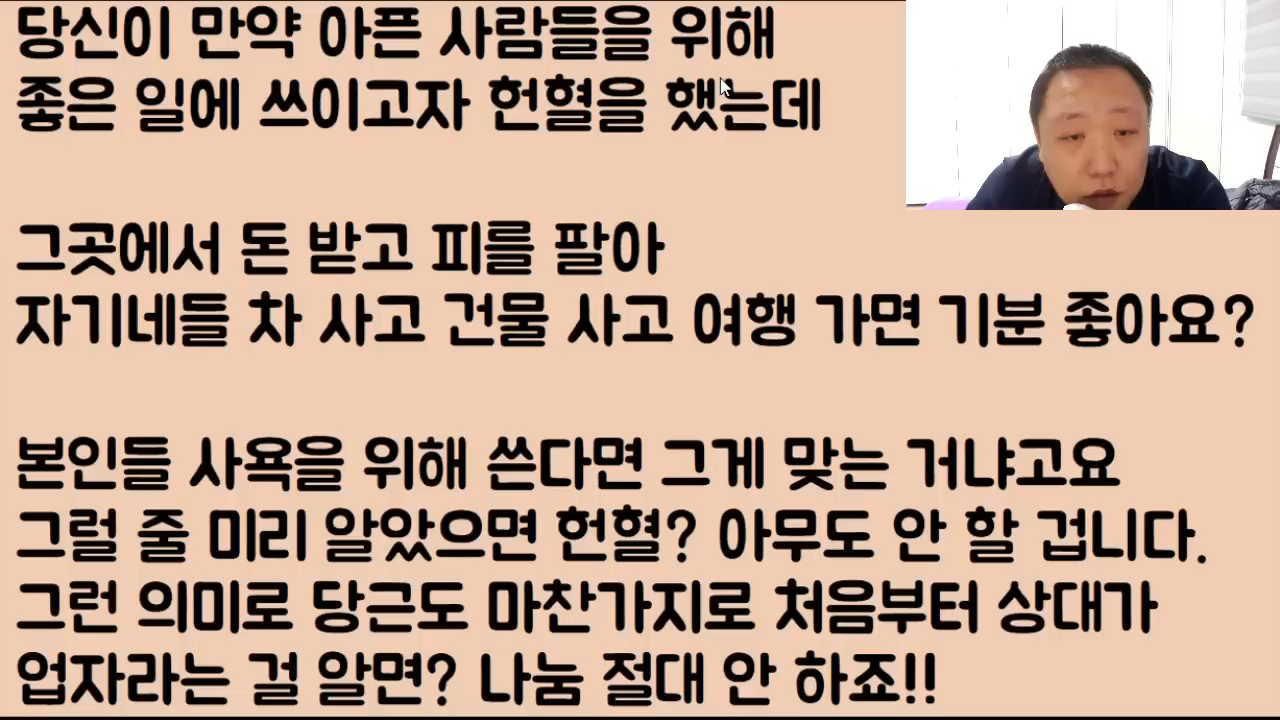 당신이 만약 아픈 사람들을 위해
좋은 일에 쓰이고자 헌혈을 했는데
그곳에서 돈 받고 피를 팔아
자기네들 차 사고 건물 사고 여행 가면 기분 좋아요?
본인들 사욕을 위해 쓴다면 그게 맞는 거냐고요
그럴 줄 미리 알았으면 헌혈? 아무도 안 할 겁니다.
그런 의미로 당근도 마찬가지로 처음부터 상대가
업자라는 걸 알면? 나눔 절대 안 하죠!!